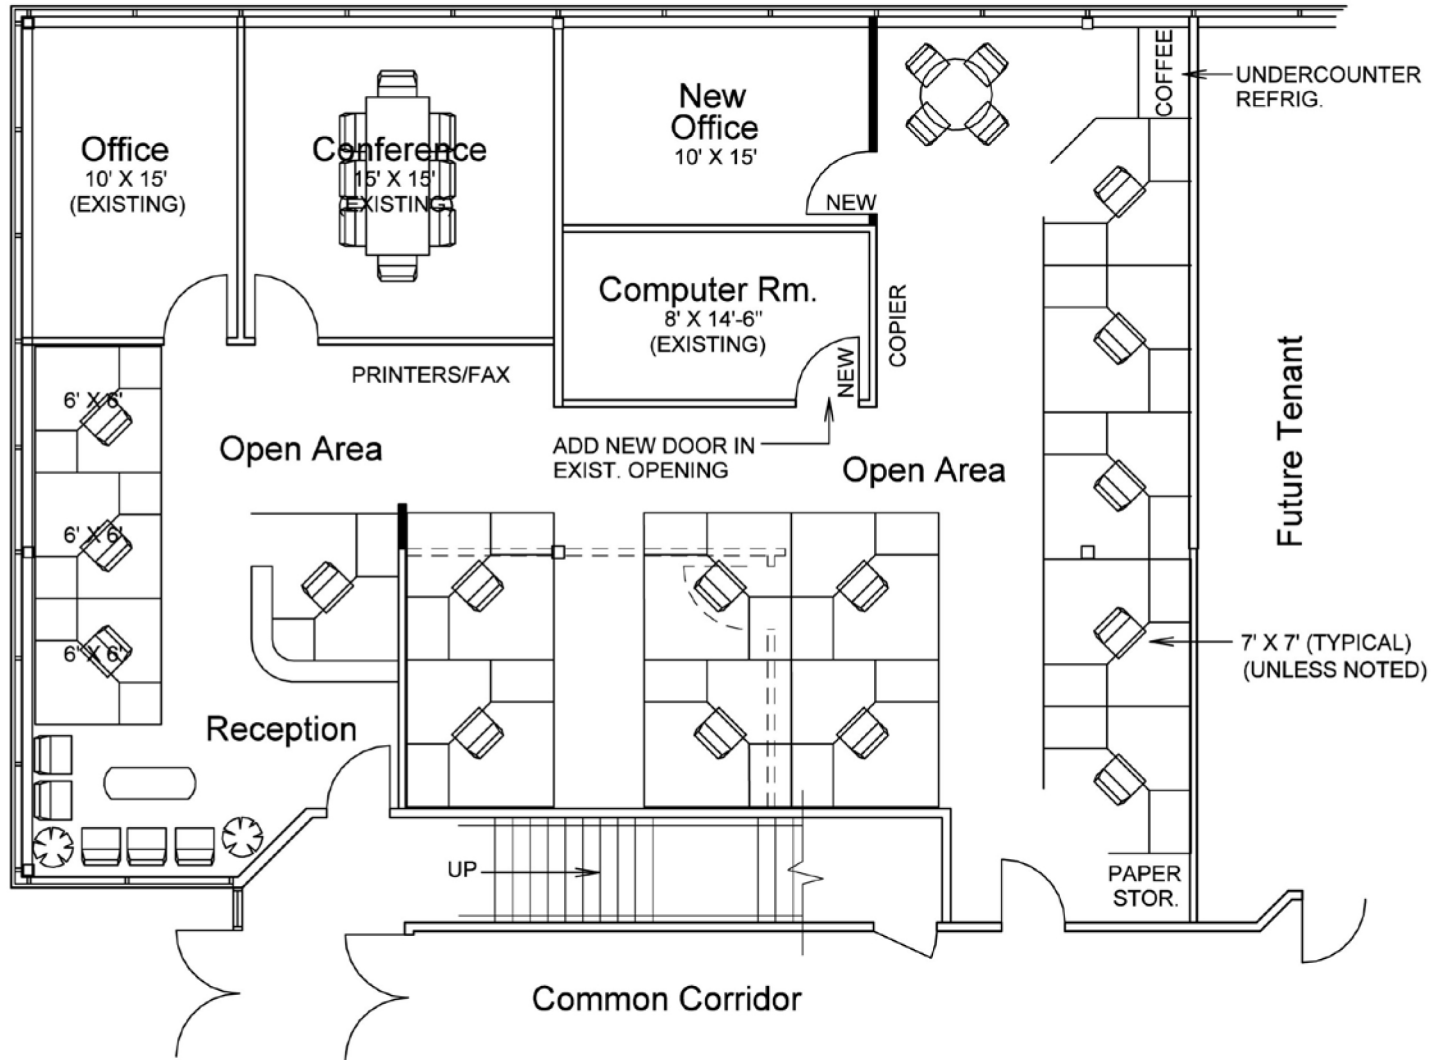 COFFEE
UNDERCOUNTER
REFRIG.
New
Office
10' X 15'
NEW
Office
10' X 15'
(EXISTING)
Conference
15' X 15'
(EXISTING)
Computer Rm.
8' X 14'-6"
(EXISTING)
NEW
COPIER
PRINTERS/FAX
6' X 6'
Open Area
ADD NEW DOOR IN
EXIST. OPENING
Open Area
Future Tenant
6' X 6'
6' X 6'
7' X 7' (TYPICAL)
(UNLESS NOTED)
Reception
UP
PAPER
STOR.
Common Corridor